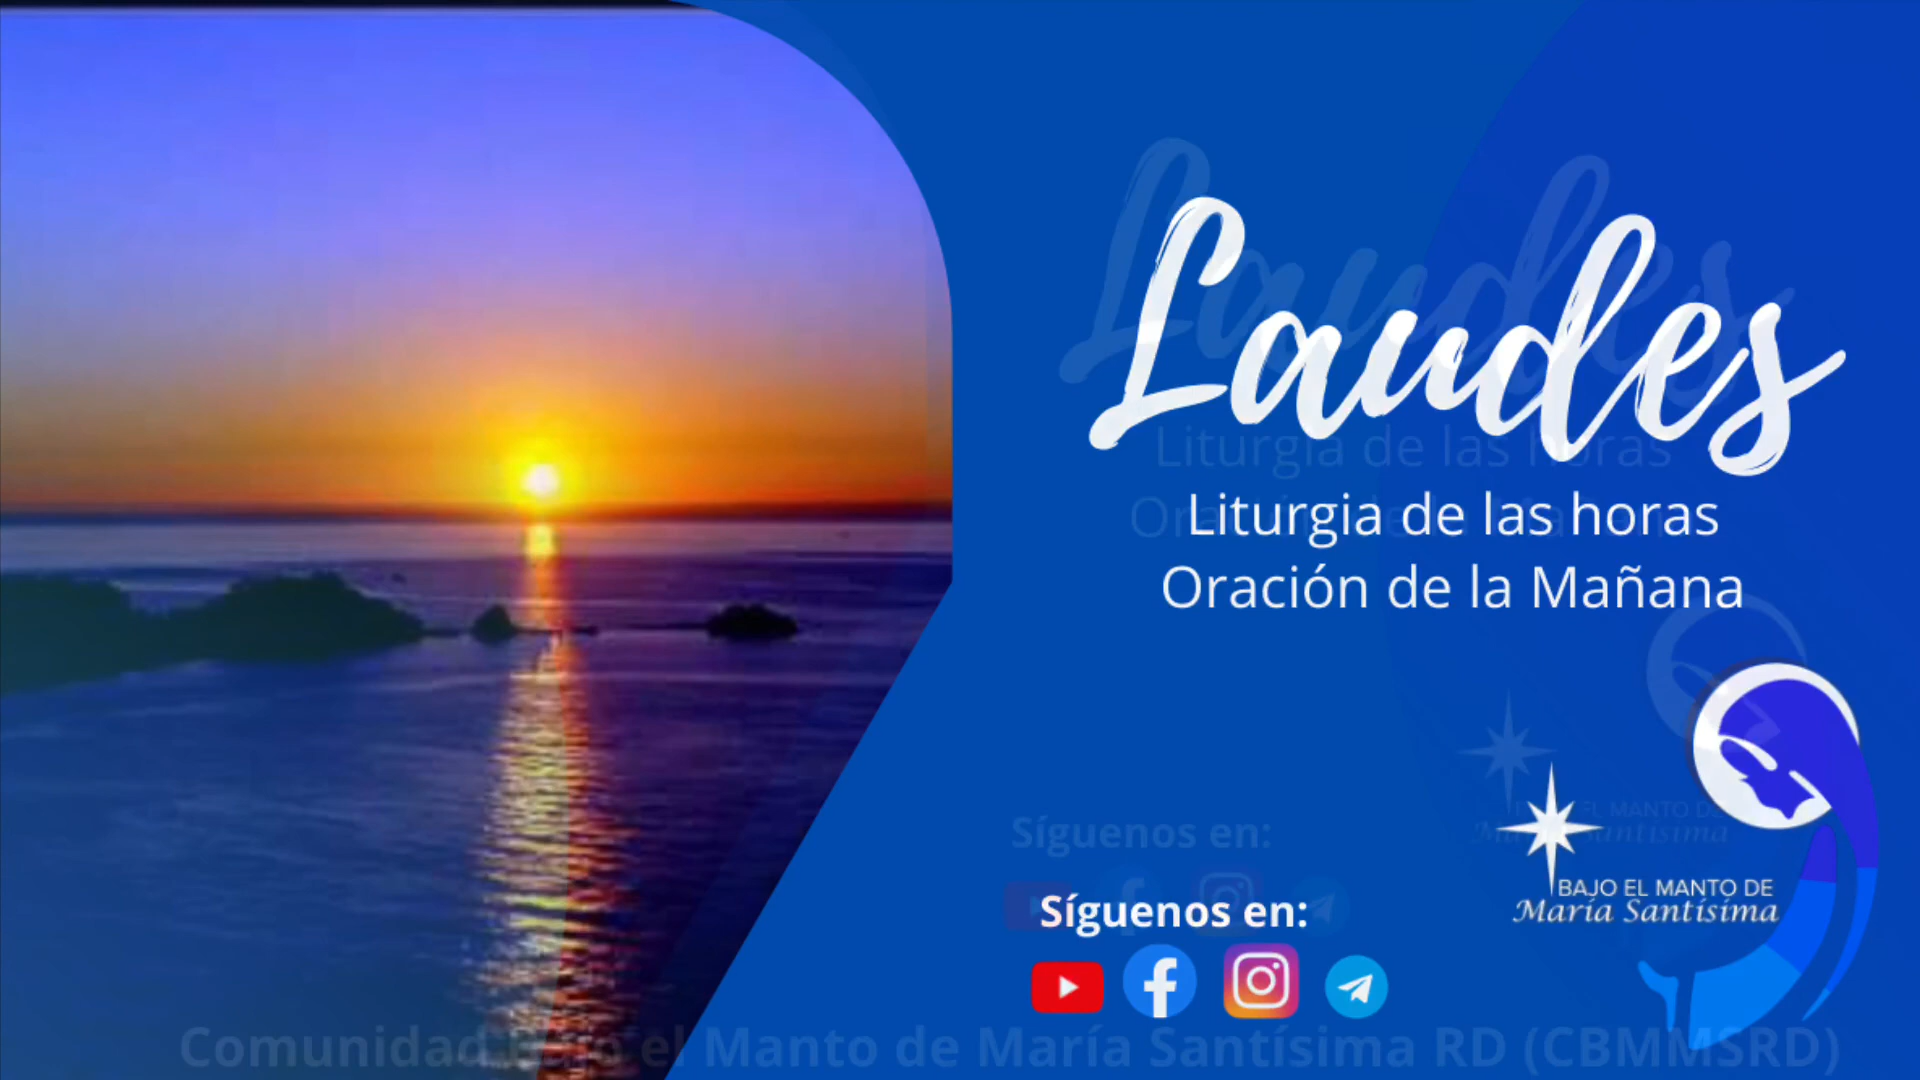 Laudes
Liturgia de las horas
Oración de la Mañana
BAJO EL MANTO DE
María Santísima
Síguenos en:
Comunidad Bajo el Manto de María Santísima RD (CBMMSRD)